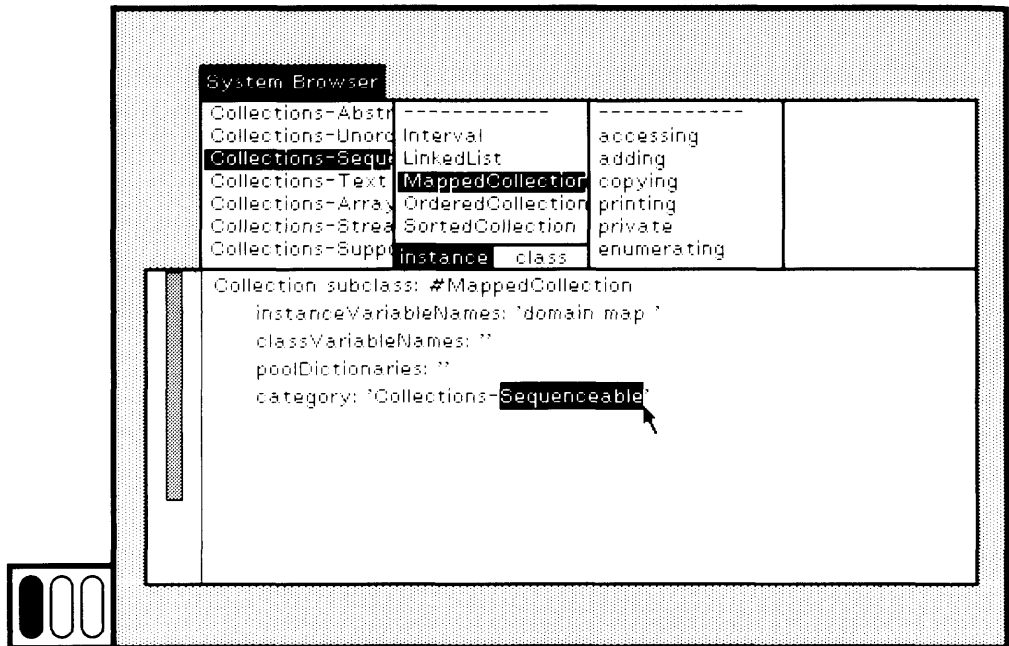 System Browser
Collections-Abstr
Collections-Unord
Collections-Seque
Collections-Text
Collections-Array
Collections-Strea
Collections-Suppo
------------
Interval
LinkedList
MappedCollection
OrderedCollection
SortedCollection
instance class
------------
accessing
adding
copying
printing
private
enumerating
Collection subclass: #MappedCollection
instanceVariableNames: 'domain map '
classVariableNames: ''
poolDictionaries: ''
category: 'Collections-Sequenceable'